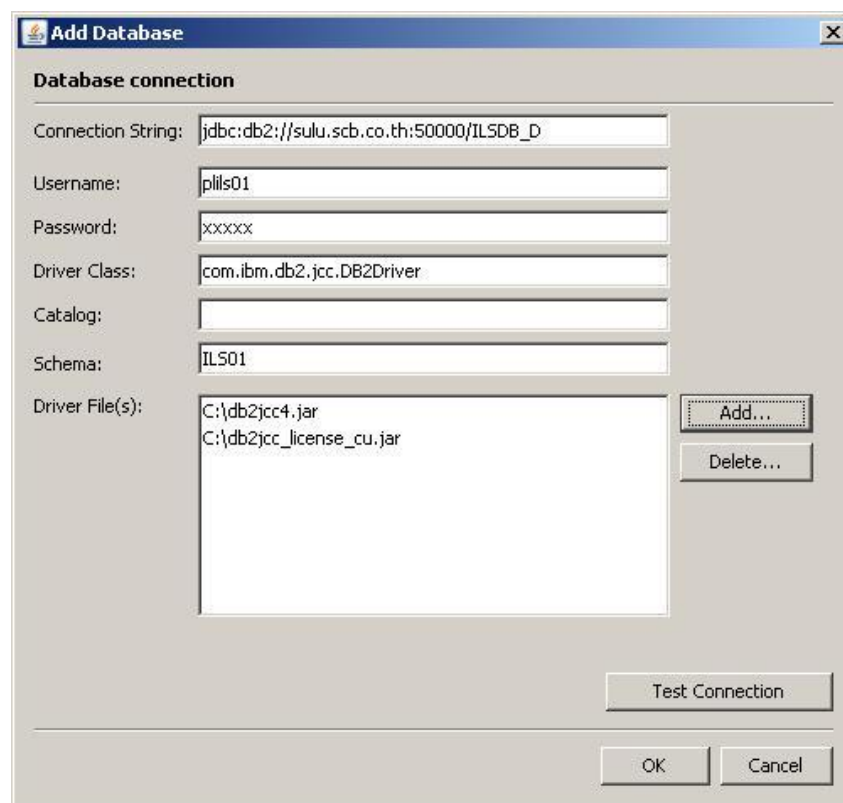 Add Database
Database connection
Connection String: jdbc:db2://sulu.scb.co.th:50000/ILSDB_D
Username: plils01
Password: xxxxx
Driver Class: com.ibm.db2.jcc.DB2Driver
Catalog:
Schema: ILS01
Driver File(s): C:\db2jcc4.jar Add...
C:\db2jcc_license_cu.jar
Delete...
Test Connection
OK Cancel